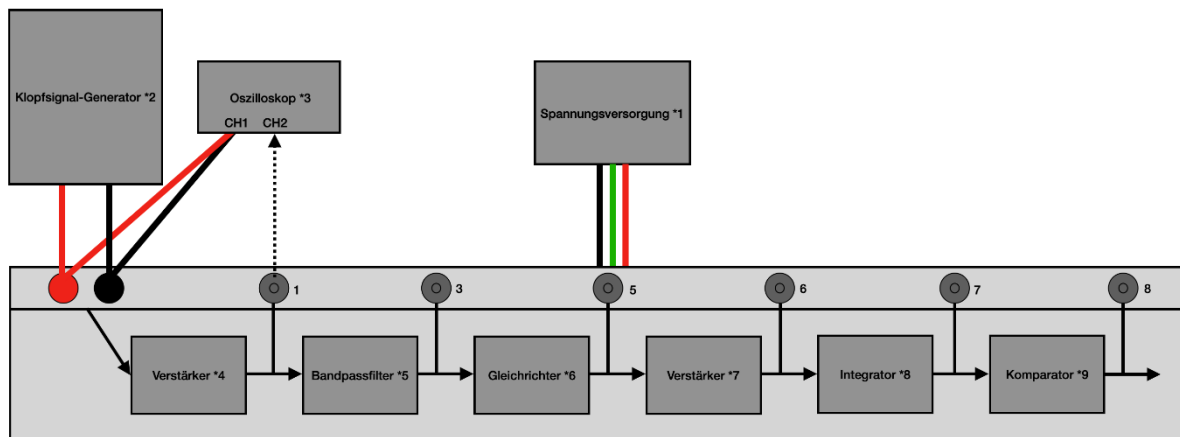 Klopfsignal-Generator *2
Oszilloskop *3
CH1 CH2
Spannungsversorgung *1
1 3 5 6 7 8
Verstärker *4 Bandpassfilter *5 Gleichrichter *6 Verstärker *7 Integrator *8 Komparator *9